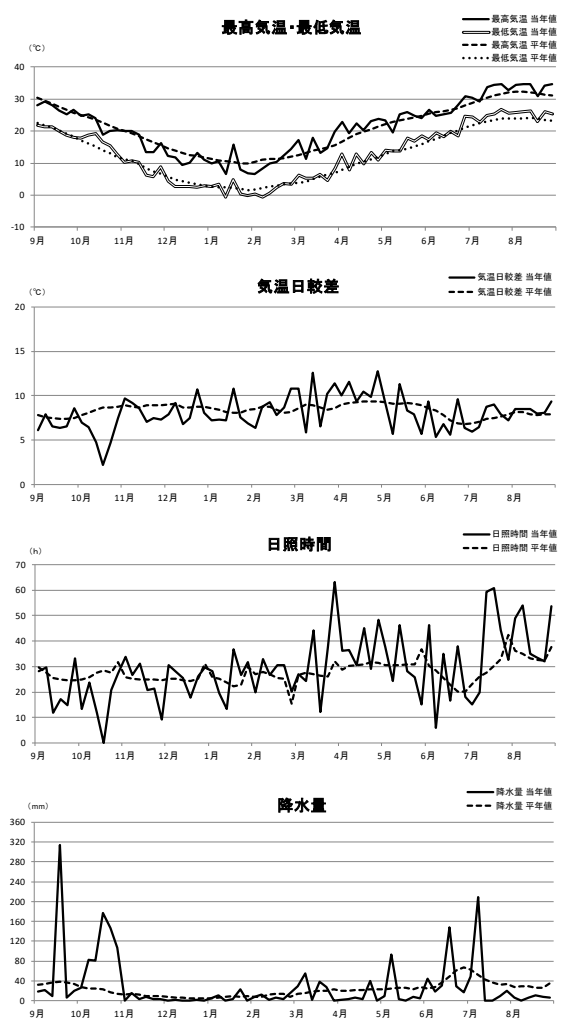 最高気温・最低気温
最高気温 当年値
最低気温 当年値
最高気温 平年値
最低気温 平年値
(℃)
40
30
20
10
0
-10
9月 10月 11月 12月 1月 2月 3月 4月 5月 6月 7月 8月
気温日較差
気温日較差 当年値
気温日較差 平年値
(℃)
20
15
10
5
0
9月 10月 11月 12月 1月 2月 3月 4月 5月 6月 7月 8月
日照時間
日照時間 当年値
日照時間 平年値
(h)
70
60
50
40
30
20
10
0
9月 10月 11月 12月 1月 2月 3月 4月 5月 6月 7月 8月
降水量
降水量 当年値
降水量 平年値
(mm)
360
320
280
240
200
160
120
80
40
0
9月 10月 11月 12月 1月 2月 3月 4月 5月 6月 7月 8月